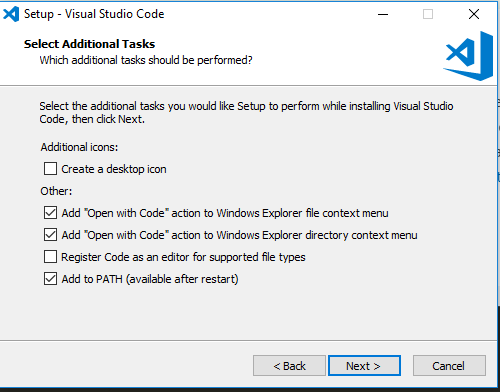 Setup - Visual Studio Code
Select Additional Tasks
Which additional tasks should be performed?
Select the additional tasks you would like Setup to perform while installing Visual Studio
Code, then click Next.
Additional icons:
Create a desktop icon
Other:
Add "Open with Code" action to Windows Explorer file context menu
Add "Open with Code" action to Windows Explorer directory context menu
Register Code as an editor for supported file types
Add to PATH (available after restart)
< Back
Next >
Cancel